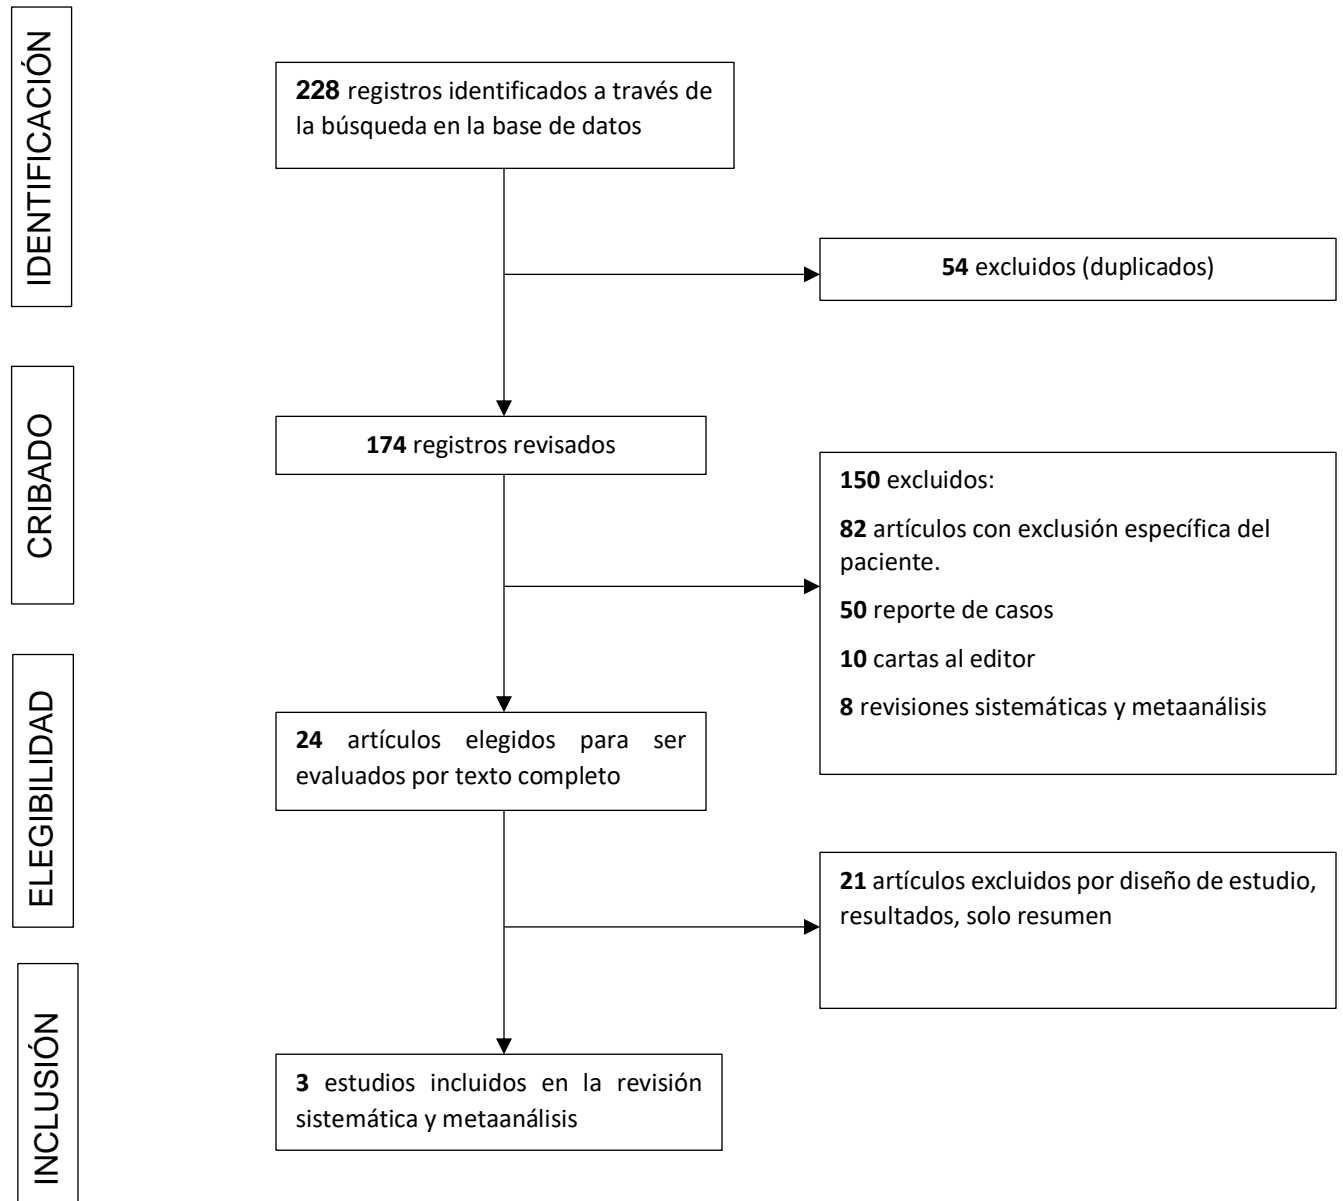 IDENTIFICACIÓN
228 registros identificados a través de
la búsqueda en la base de datos
54 excluidos (duplicados)
CRIBADO
174 registros revisados
150 excluidos:
82 artículos con exclusión específica del
paciente.
50 reporte de casos
10 cartas al editor
8 revisiones sistemáticas y metaanálisis
ELEGIBILIDAD
24 artículos elegidos para ser
evaluados por texto completo
21 artículos excluidos por diseño de estudio,
resultados, solo resumen
INCLUSIÓN
3 estudios incluidos en la revisión
sistemática y metaanálisis